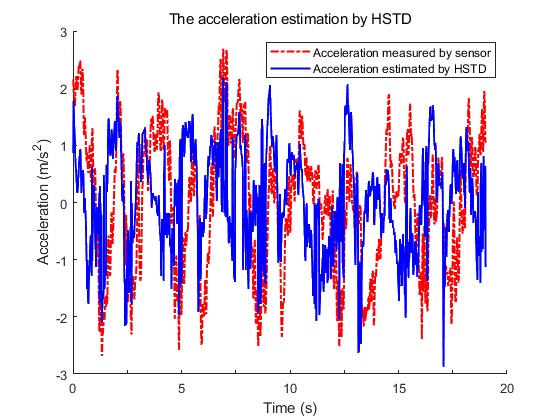 The acceleration estimation by HSTD
Acceleration measured by sensor
Acceleration estimated by HSTD
Acceleration (m/s²)
3
2
1
0
-1
-2
-3
0
5
10
15
20
Time (s)